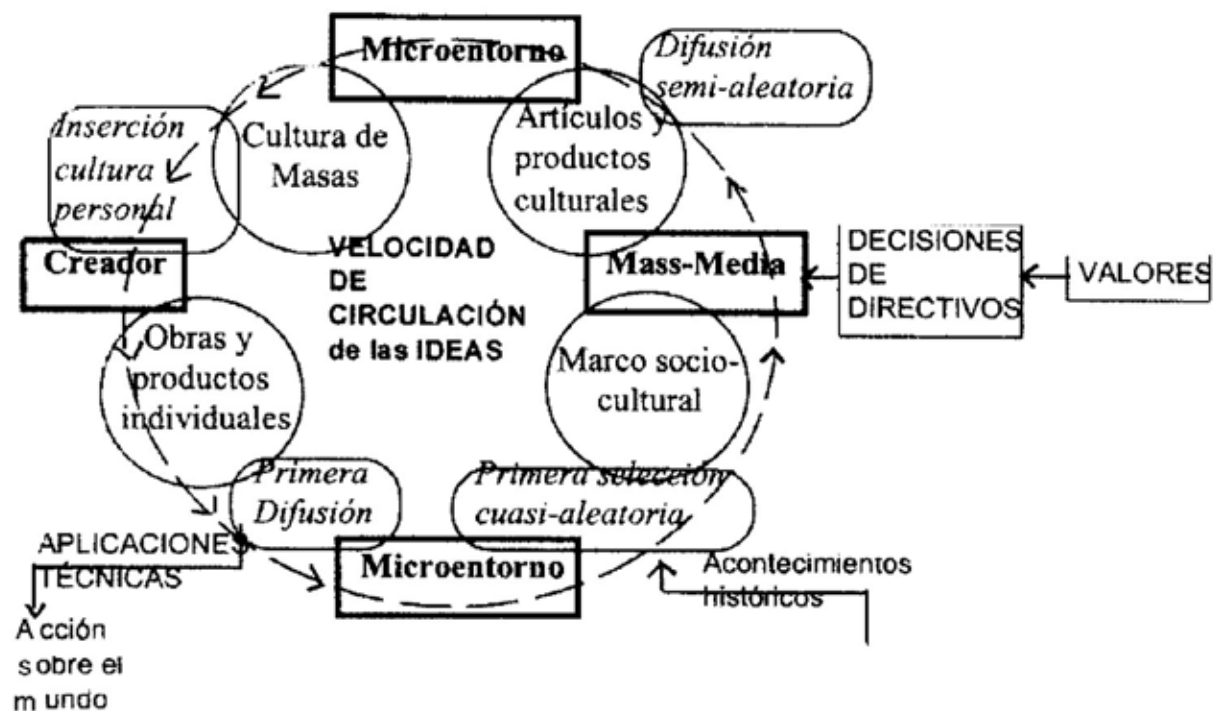 Microentorno
Difusión
semi-aleatoria
Inserción
cultura
personal
Cultura de
Masas
Artículos y
productos
culturales
Creador
VELOCIDAD
DE
CIRCULACIÓN
de las IDEAS
Mass-Media
DECISIONES
DE
DIRECTIVOS
VALORES
Obras y
productos
individuales
Marco socio-
cultural
Primera
Difusión
Primera selección
cuasi-aleatoria
APLICACIONES
TÉCNICAS
Microentorno
Acontecimientos
históricos
Acción
sobre el
mundo